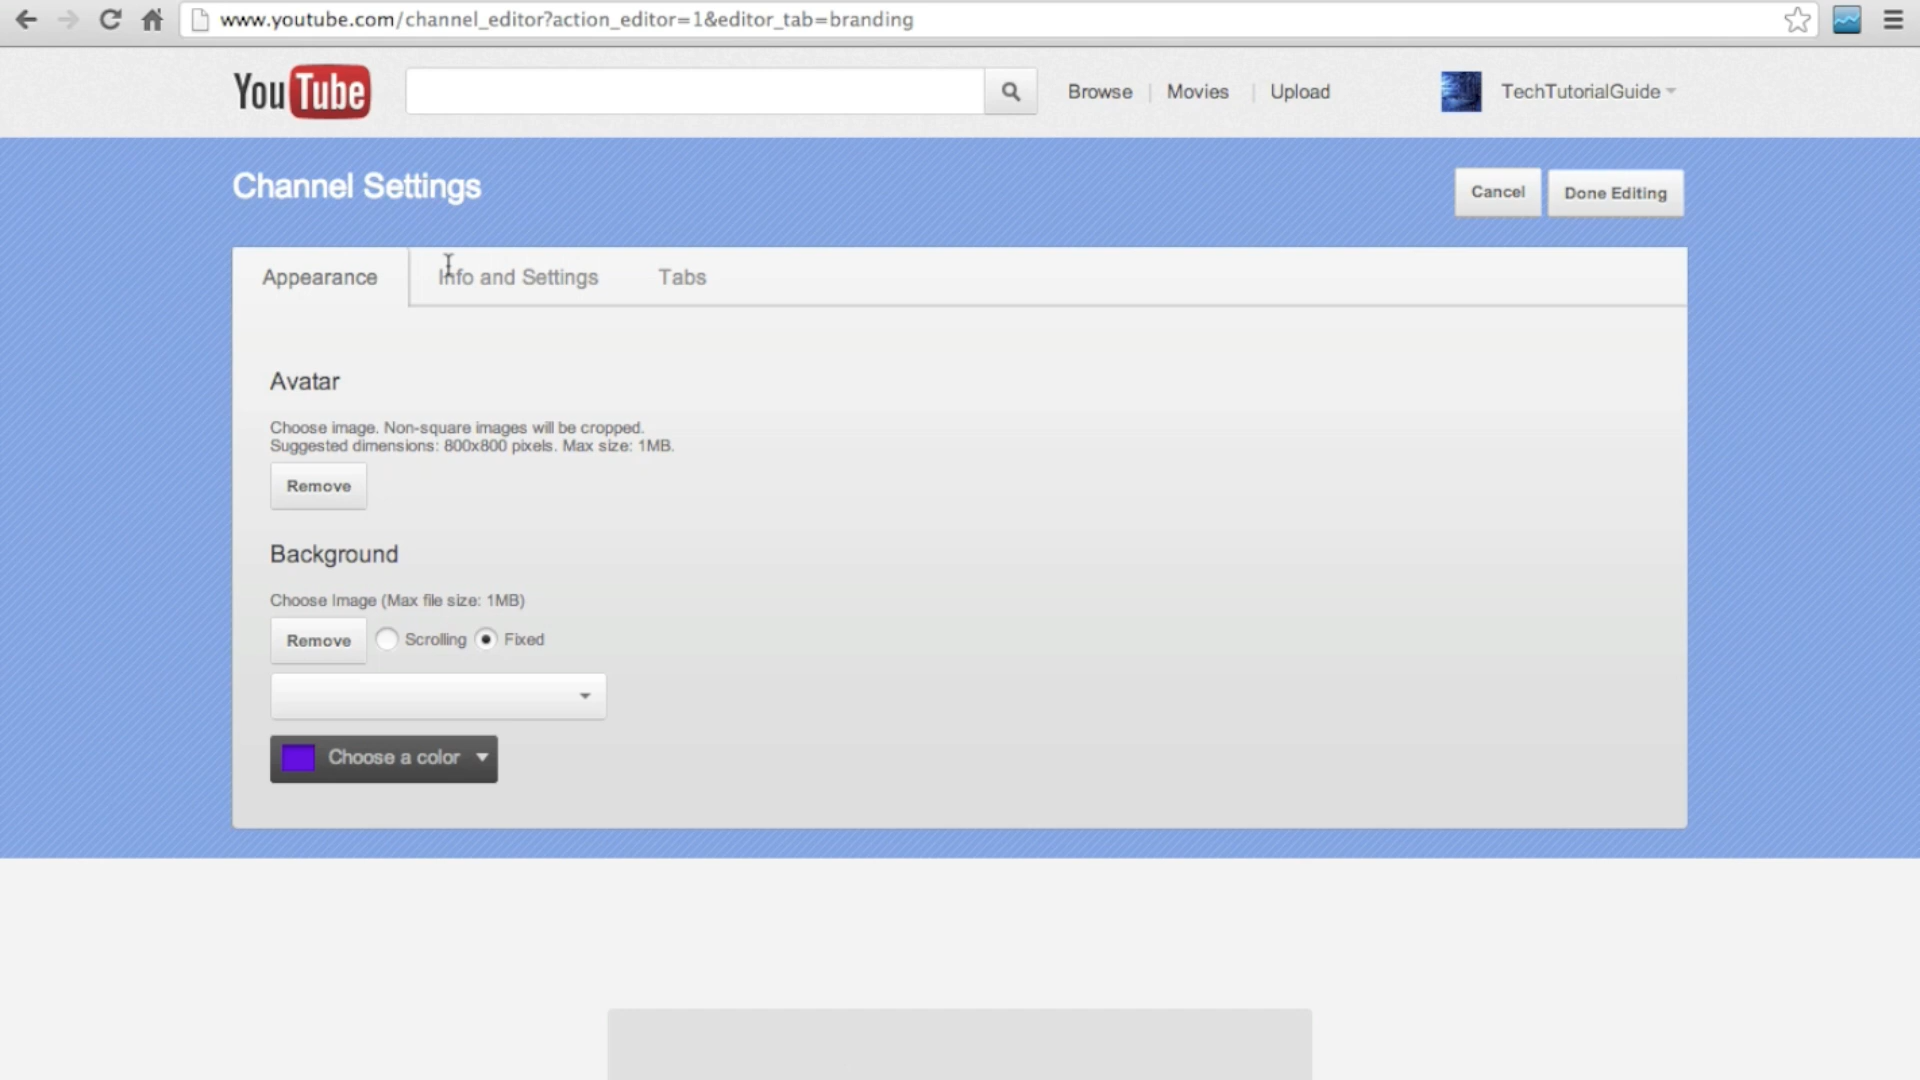 www.youtube.com/channel_editor?action_editor=1&editor_tab=branding
YouTube
Browse | Movies | Upload
TechTutorialGuide
Channel Settings
Cancel
Done Editing
Appearance
Info and Settings
Tabs
Avatar
Choose image. Non-square images will be cropped.
Suggested dimensions: 800x800 pixels. Max size: 1MB.
Remove
Background
Choose Image (Max file size: 1MB)
Remove
Scrolling
Fixed
Choose a color